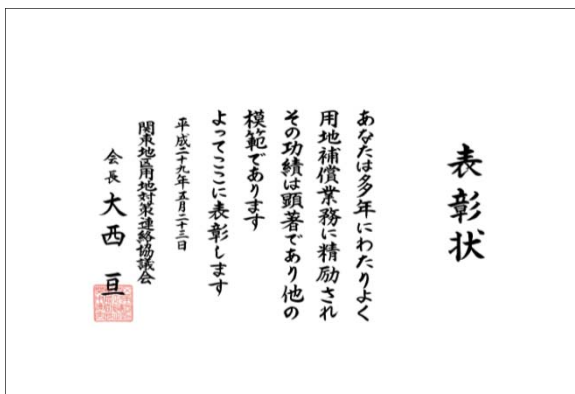 表彰状
あなたは多年にわたりよく
用地補償業務に精励され
その功績は顕著であり他の
模範であります
よってここに表彰します
平成二十九年五月二十三日
関東地区用地対策連絡協議会
会長 大西 亘